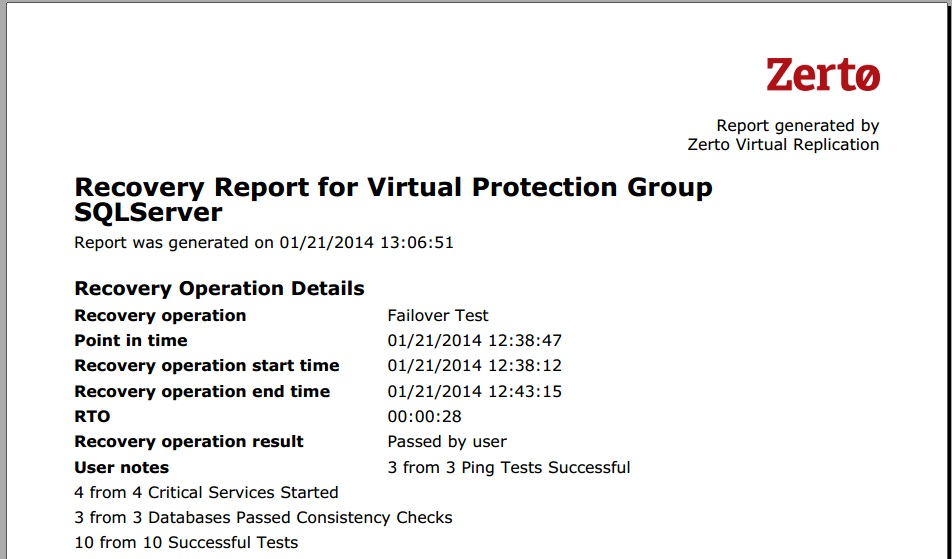 Zerto
Report generated by
Zerto Virtual Replication
Recovery Report for Virtual Protection Group
SQLServer
Report was generated on 01/21/2014 13:06:51
Recovery Operation Details
Recovery operation Failover Test
Point in time 01/21/2014 12:38:47
Recovery operation start time 01/21/2014 12:38:12
Recovery operation end time 01/21/2014 12:43:15
RTO 00:00:28
Recovery operation result Passed by user
User notes 3 from 3 Ping Tests Successful
4 from 4 Critical Services Started
3 from 3 Databases Passed Consistency Checks
10 from 10 Successful Tests